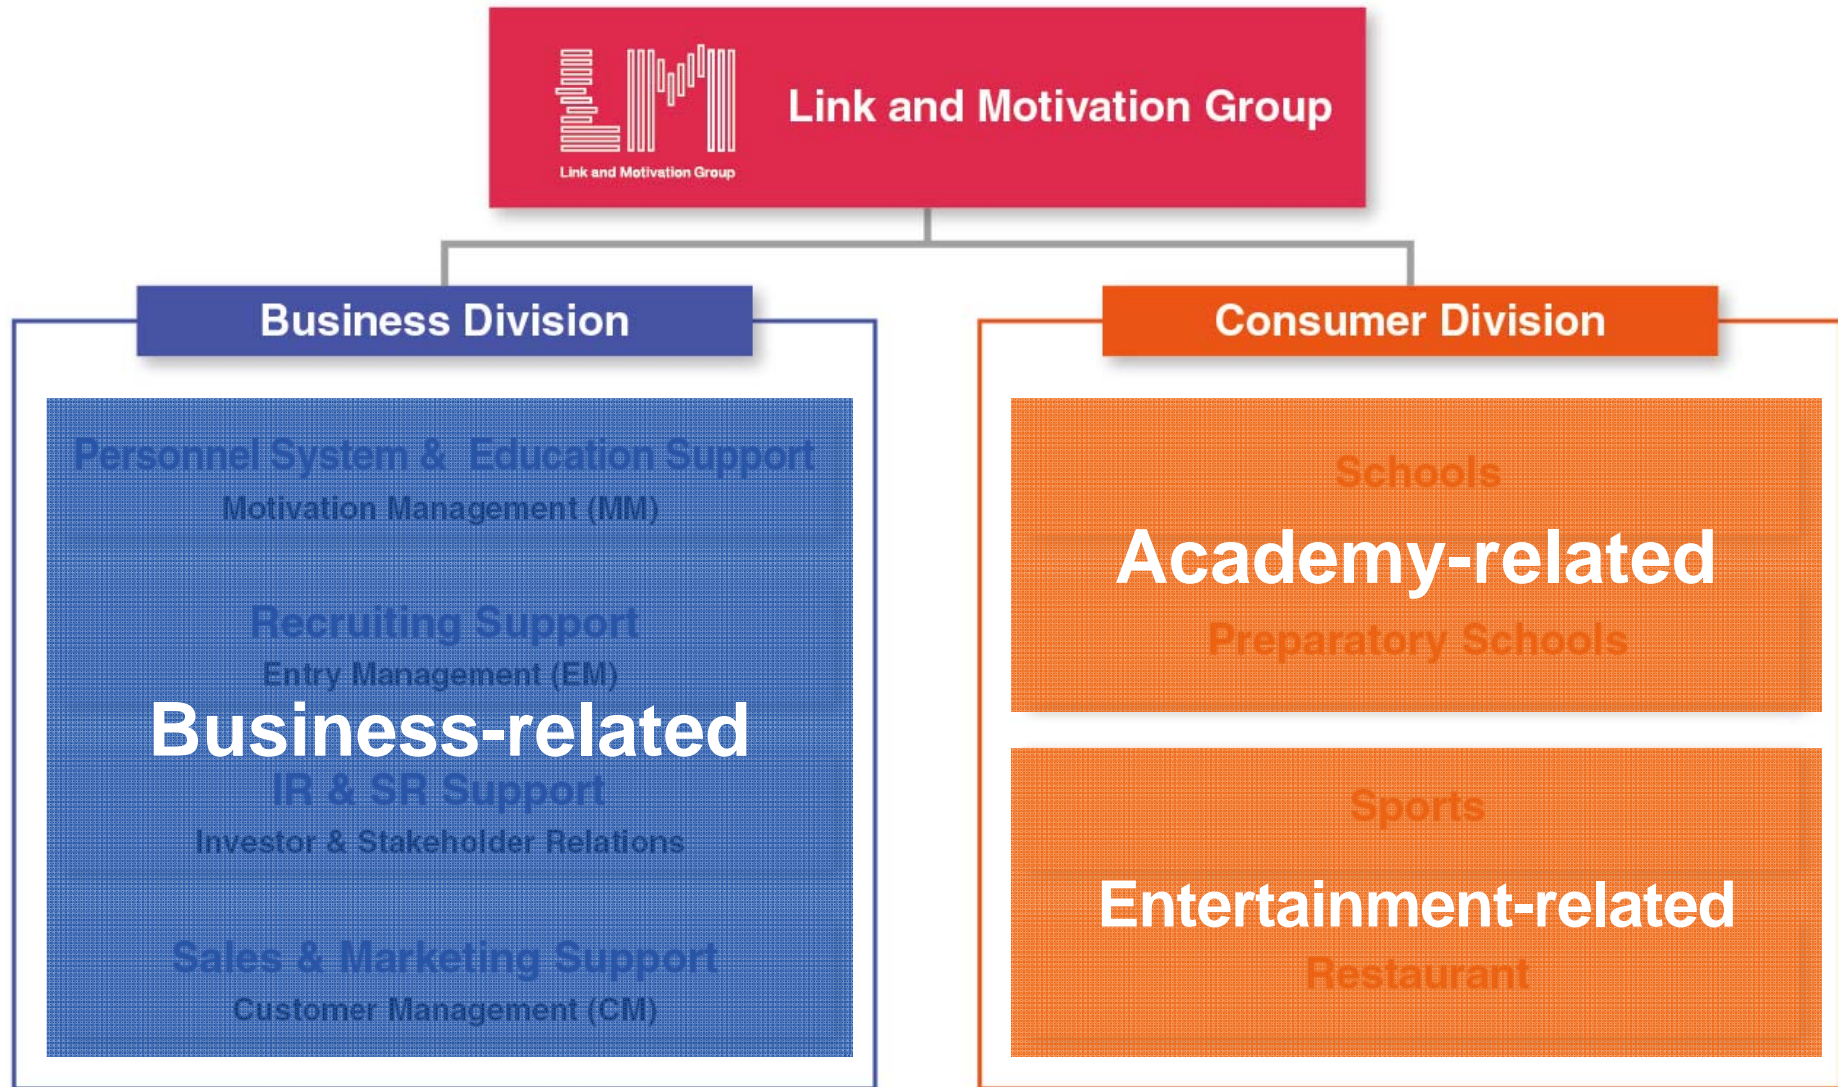 LM
Link and Motivation Group
Link and Motivation Group
Business Division
Personnel System & Education Support
Motivation Management (MM)
Recruiting Support
Entry Management (EM)
Business-related
IR & SR Support
Investor & Stakeholder Relations
Sales & Marketing Support
Customer Management (CM)
Consumer Division
Schools
Academy-related
Preparatory Schools
Sports
Entertainment-related
Restaurant